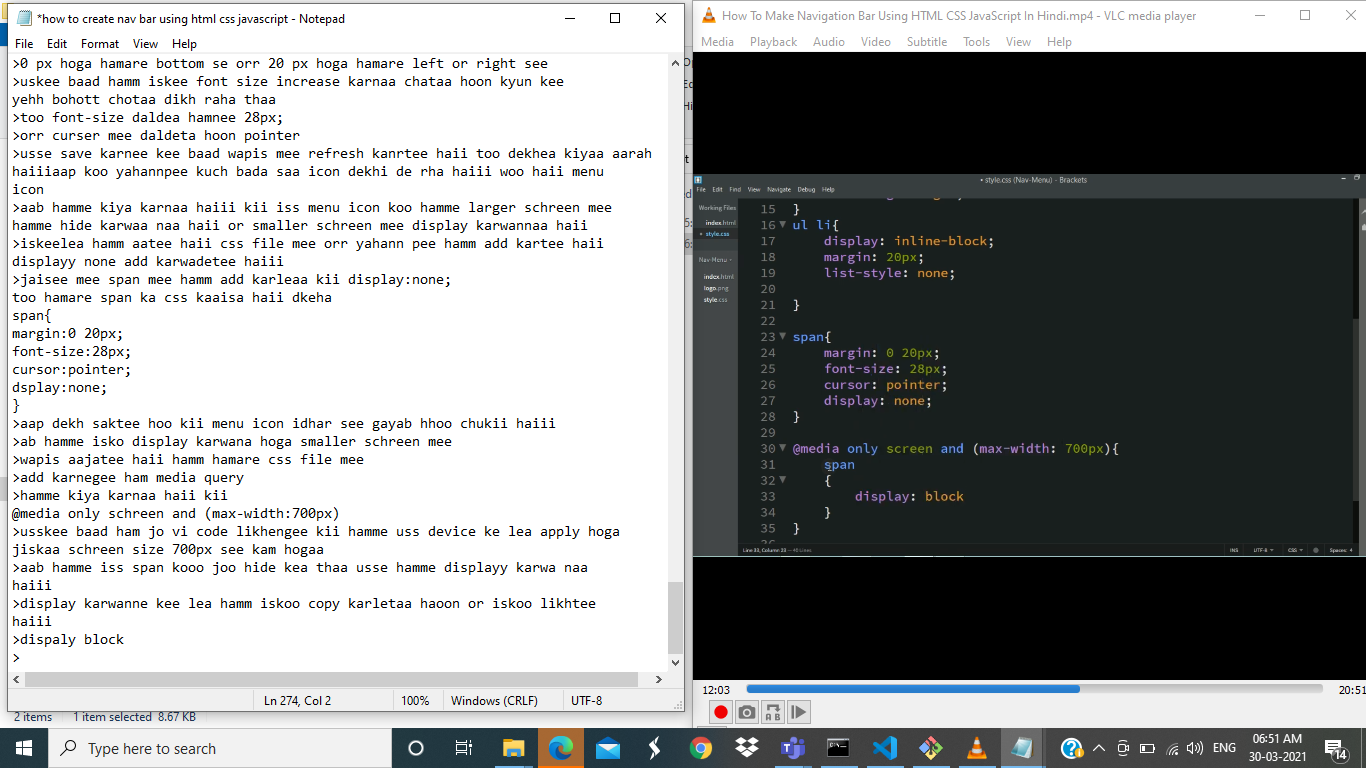 *how to create nav bar using html css javascript - Notepad
File Edit Format View Help
>0 px hoga hamare bottom se orr 20 px hoga hamare left or right see
>uskee baad hamm iskee font size increase karnaa chataa hoon kyun kee
yehh bohott chotaa dikh raha thaa
>too font-size daldea hamnee 28px;
>orr curser mee daldeta hoon pointer
>usse save karnee kee baad wapis mee refresh kanrtee haii too dekhea kiyaa aarah
haiiiaap koo yahannpee kuch bada saa icon dekhi de rha haiii woo haii menu
icon
>aab hamme kiya karnaa haiii kii iss menu icon koo hamme larger schreen mee
hamme hide karwaa naa haii or smaller schreen mee display karwannaa haii
>iskeelea hamm aatee haii css file mee orr yahann pee hamm add kartee haii
displayy none add karwadetee haiii
>jaisee mee span mee hamm add karleaa kii display:none;
too hamare span ka css kaaisa haii dkeha
span{
margin:0 20px;
font-size:28px;
cursor:pointer;
dsplay:none;
}
>aap dekh saktee hoo kii menu icon idhar see gayab hhoo chukii haiii
>ab hamme isko display karwana hoga smaller schreen mee
>wapis aajatee haii hamm hamare css file mee
>add karnegee ham media query
>hamme kiya karnaa haii kii
@media only schreen and (max-width:700px)
>usskee baad ham jo vi code likhengee kii hamme uss device ke lea apply hoga
jiskaa schreen size 700px see kam hogaa
>aab hamme iss span kooo joo hide kea thaa usse hamme displayy karwa naa
haiii
>display karwanne kee lea hamm iskoo copy karletaa haoon or iskoo likhtee
haiii
>dispaly block
>
Ln 274, Col 2 100% Windows (CRLF) UTF-8
2 items 1 item selected 8.67 KB
How To Make Navigation Bar Using HTML CSS JavaScript In Hindi.mp4 - VLC media player
Media Playback Audio Video Subtitle Tools View Help
• style.css (Nav-Menu) - Brackets
File Edit Find View Navigate Debug Help
Working Files
index.html
style.css
Nav-Menu
index.html
logo.png
style.css
15 }
16 ul li{
17 display: inline-block;
18 margin: 20px;
19 list-style: none;
20
21 }
22
23 span{
24 margin: 0 20px;
25 font-size: 28px;
26 cursor: pointer;
27 display: none;
28 }
29
30 @media only screen and (max-width: 700px){
31 span
32 {
33 display: block
34 }
35 }
INS UTF-8 CSS Spaces: 4
12:03 20:51
Type here to search
ENG
06:51 AM
30-03-2021
14